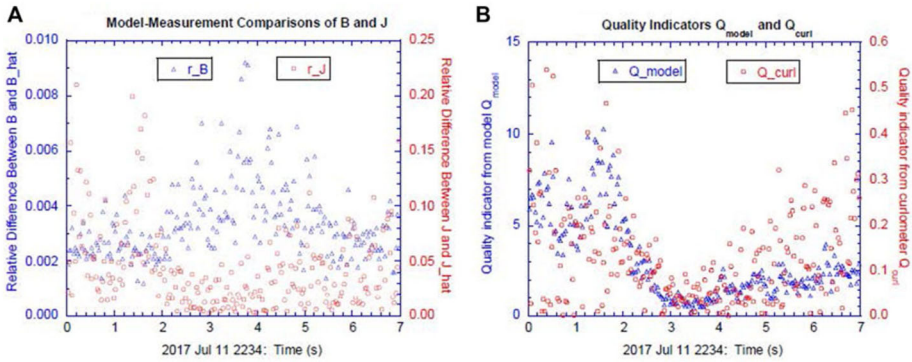 A
Model-Measurement Comparisons of B and J
Relative Difference Between B and B_hat
0.010
0.008
0.006
0.004
0.002
0.000
r_B
r_J
0.25
0.20
0.15
0.10
0.05
0.00
Relative Difference Between J and J_hat
0 1 2 3 4 5 6 7
2017 Jul 11 2234: Time (s)
B
Quality Indicators Q_model and Q_curl
Quality indicator from model Q_model
15
10
5
0
Q_model
Q_curl
0.6
0.5
0.4
0.3
0.2
0.1
0.0
Quality indicator from curlometer Q_curl
0 1 2 3 4 5 6 7
2017 Jul 11 2234: Time (s)